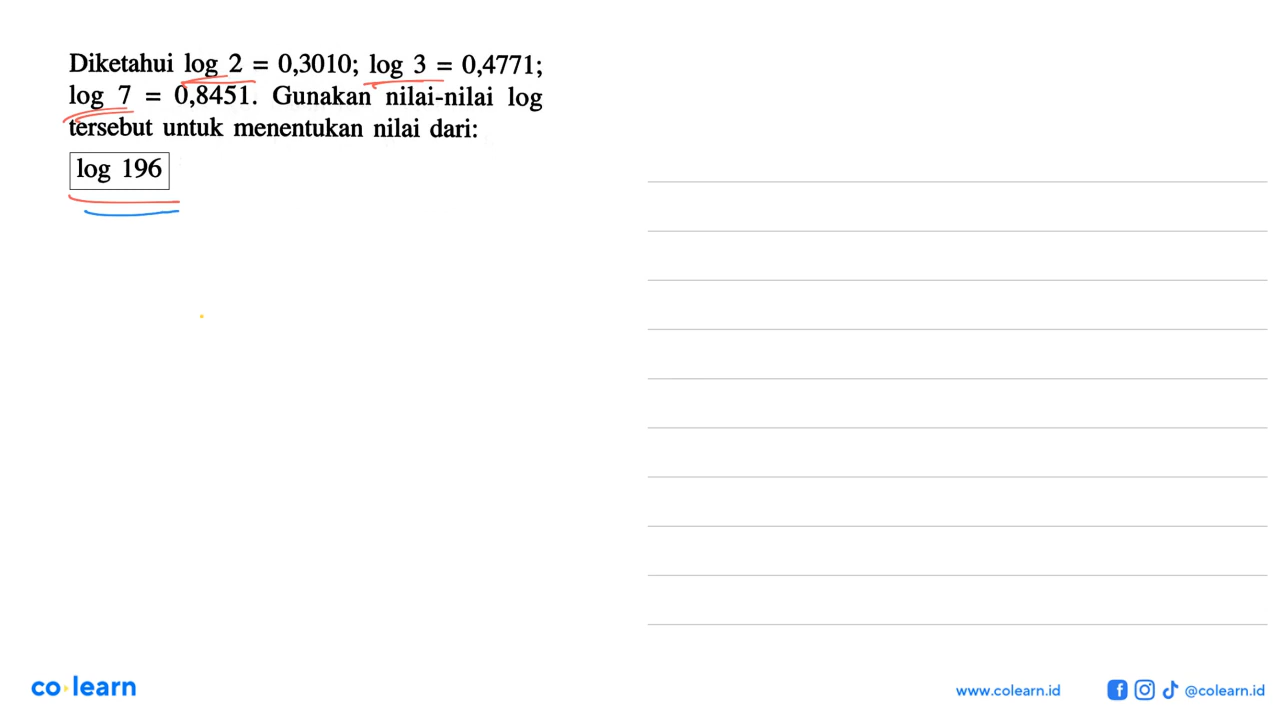 Diketahui log 2 = 0,3010; log 3 = 0,4771;
log 7 = 0,8451. Gunakan nilai-nilai log
tersebut untuk menentukan nilai dari:
log 196
co learn
www.colearn.id
@colearn.id